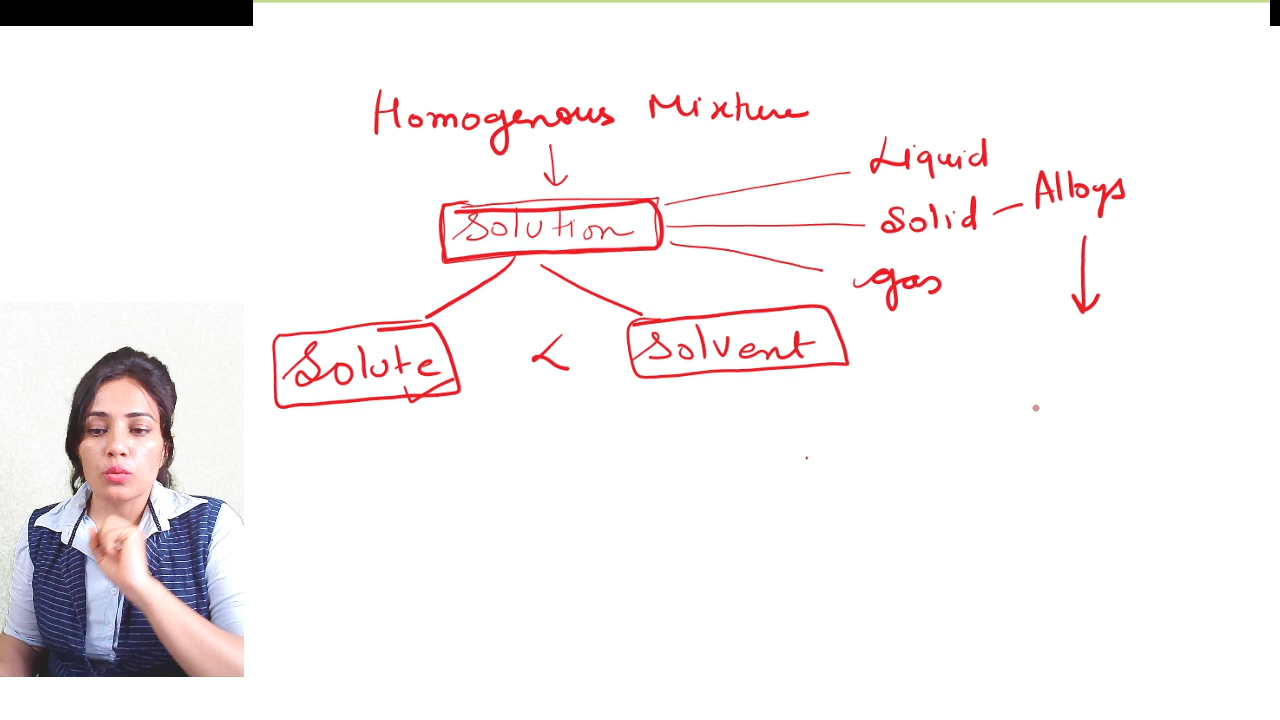 Homogenous Mixture
Liquid
Solution
Solid
Alloys
gas
Solute < Solvent